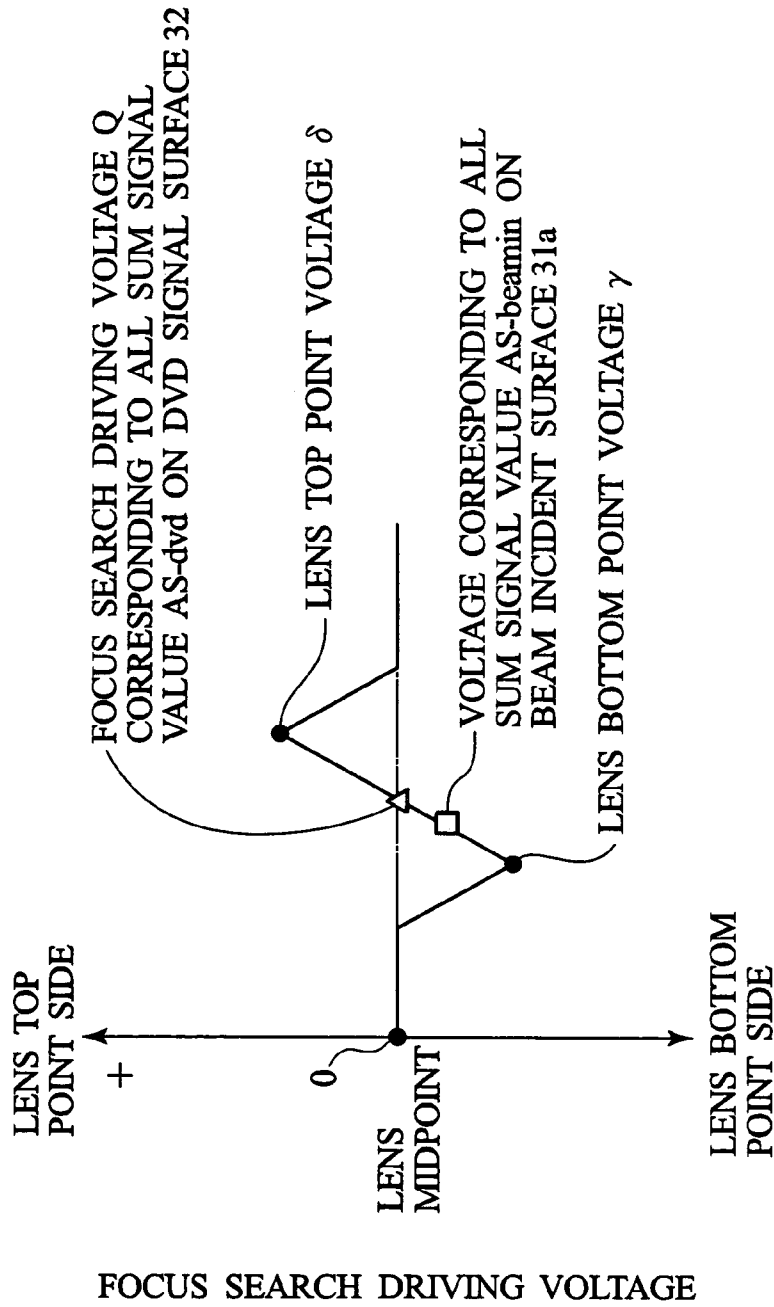 FOCUS SEARCH DRIVING VOLTAGE
LENS TOP
POINT SIDE
+
0
LENS
MIDPOINT
LENS BOTTOM
POINT SIDE
FOCUS SEARCH DRIVING VOLTAGE Q
CORRESPONDING TO ALL SUM SIGNAL
VALUE AS-dvd ON DVD SIGNAL SURFACE 32
LENS TOP POINT VOLTAGE δ
VOLTAGE CORRESPONDING TO ALL
SUM SIGNAL VALUE AS-beamin ON
BEAM INCIDENT SURFACE 31a
LENS BOTTOM POINT VOLTAGE γ